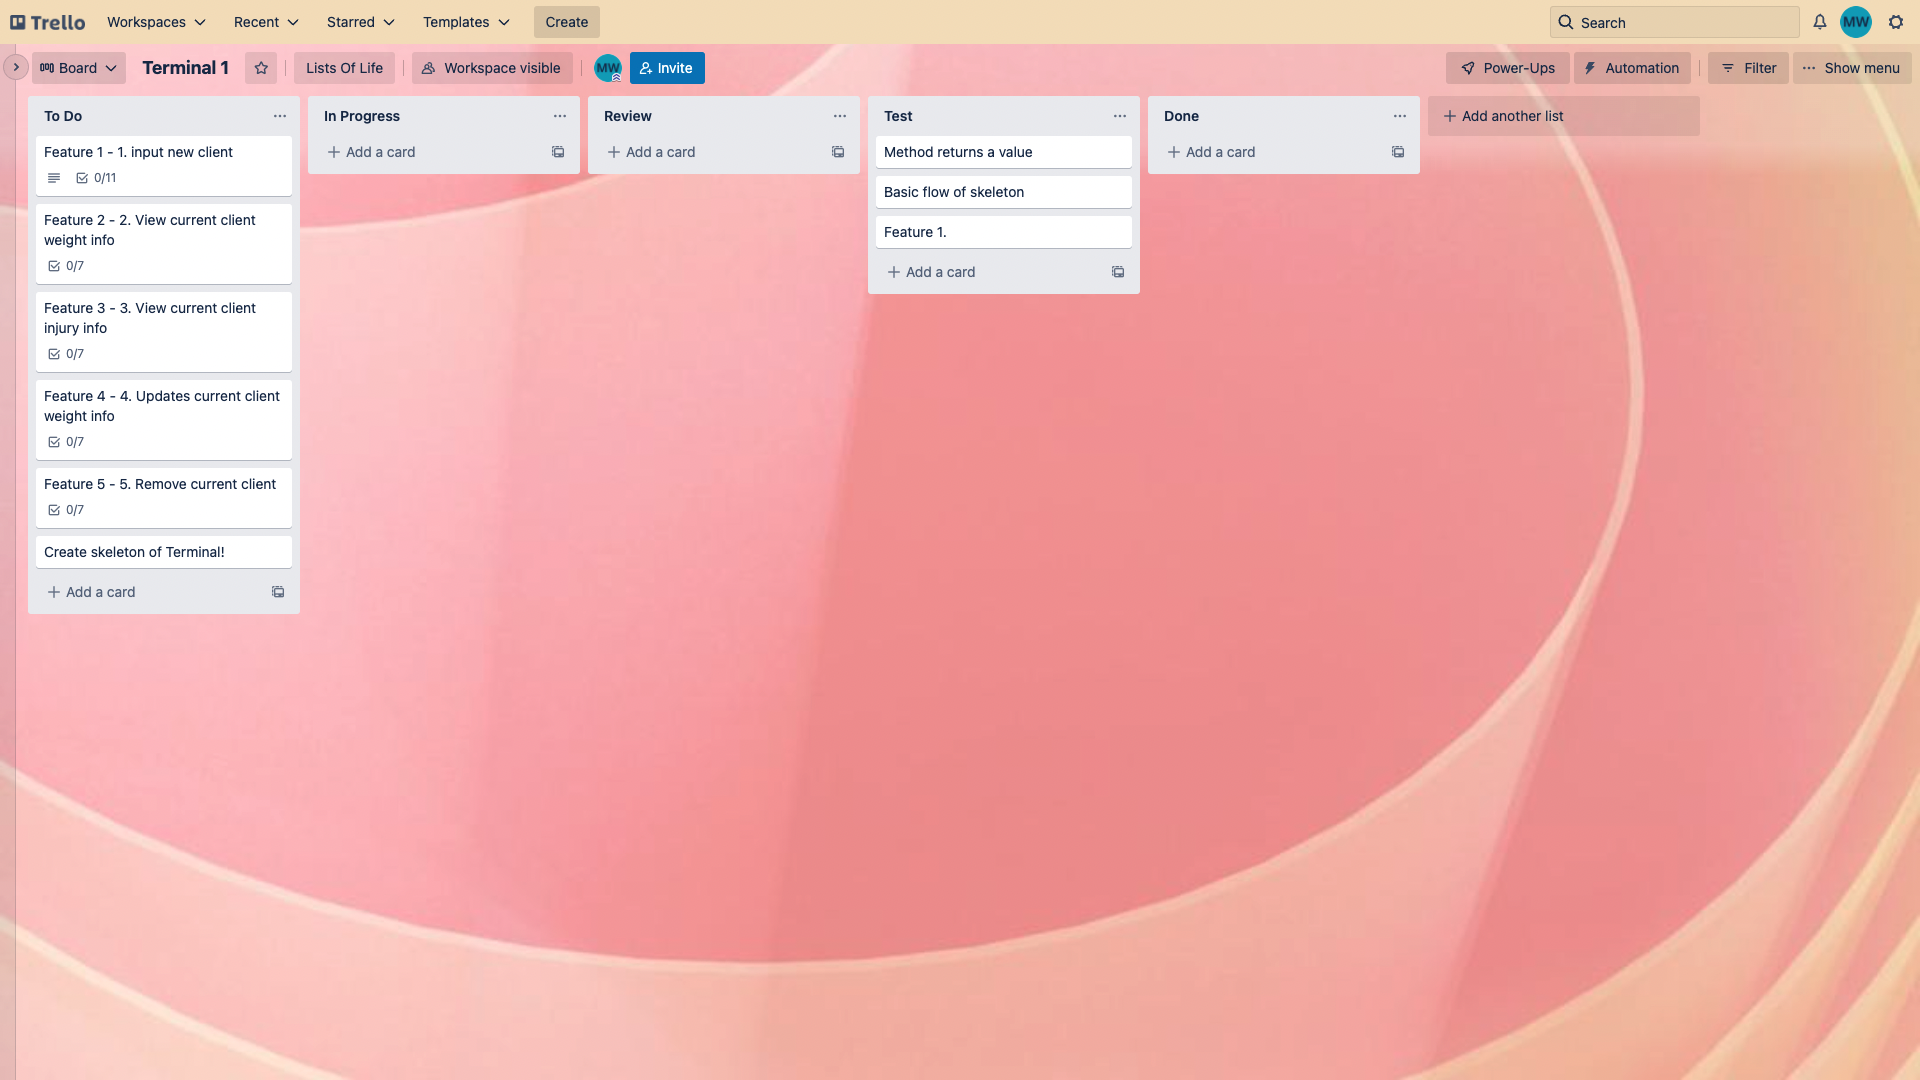 Trello Workspaces Recent Starred Templates Create Search MW
Board Terminal 1 Lists Of Life Workspace visible MW Invite Power-Ups Automation Filter Show menu
To Do
Feature 1 - 1. input new client
0/11
Feature 2 - 2. View current client
weight info
0/7
Feature 3 - 3. View current client
injury info
0/7
Feature 4 - 4. Updates current client
weight info
0/7
Feature 5 - 5. Remove current client
0/7
Create skeleton of Terminal!
Add a card
In Progress
Add a card
Review
Add a card
Test
Method returns a value
Basic flow of skeleton
Feature 1.
Add a card
Done
Add a card
Add another list